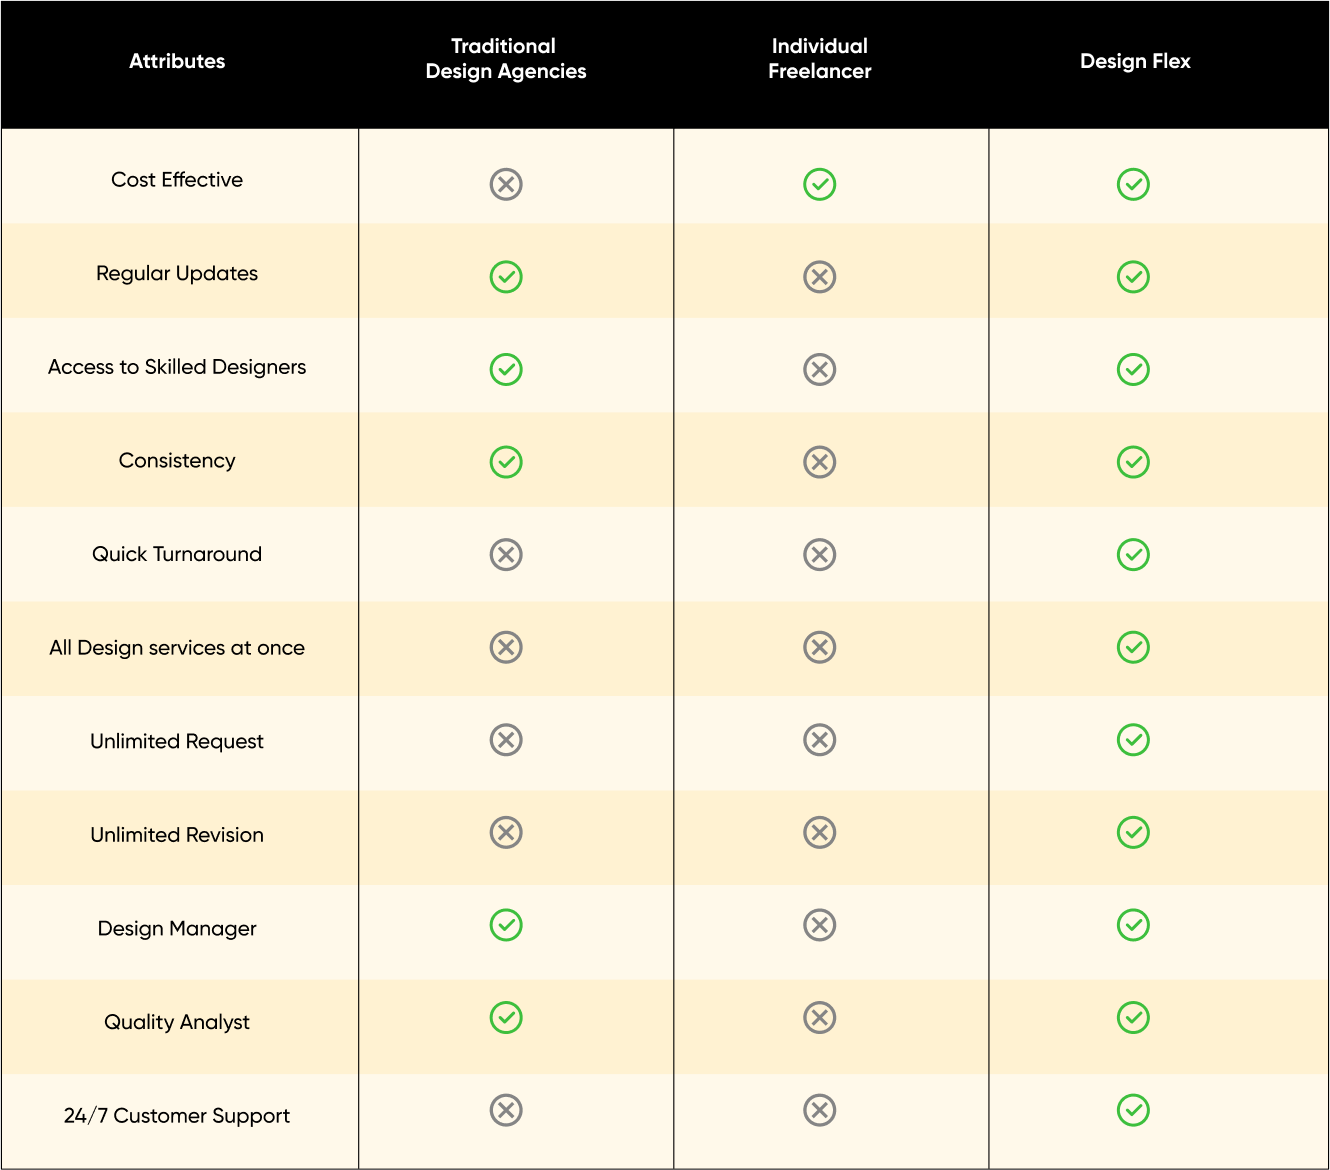 Attributes
Traditional
Design Agencies
Individual
Freelancer
Design Flex
Cost Effective
Regular Updates
Access to Skilled Designers
Consistency
Quick Turnaround
All Design services at once
Unlimited Request
Unlimited Revision
Design Manager
Quality Analyst
24/7 Customer Support